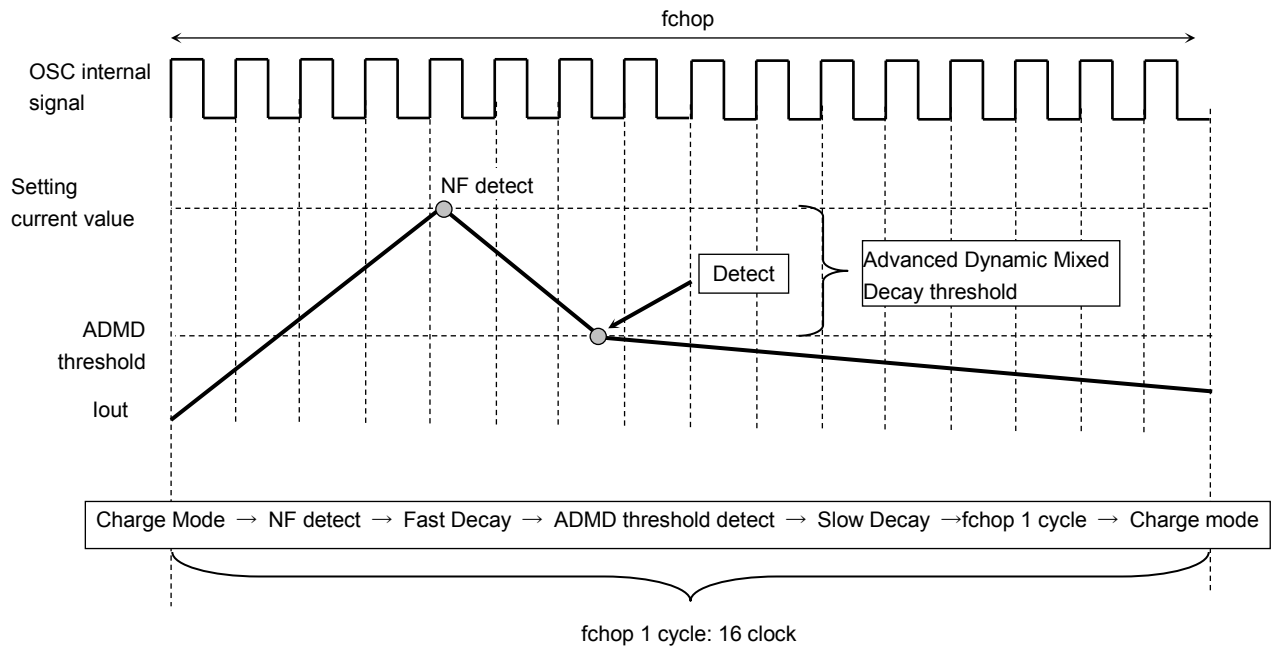 fchop
OSC internal
signal
Setting
current value
NF detect
Detect
Advanced Dynamic Mixed
Decay threshold
ADMD
threshold
Iout
Charge Mode → NF detect → Fast Decay → ADMD threshold detect → Slow Decay →fchop 1 cycle → Charge mode
fchop 1 cycle: 16 clock